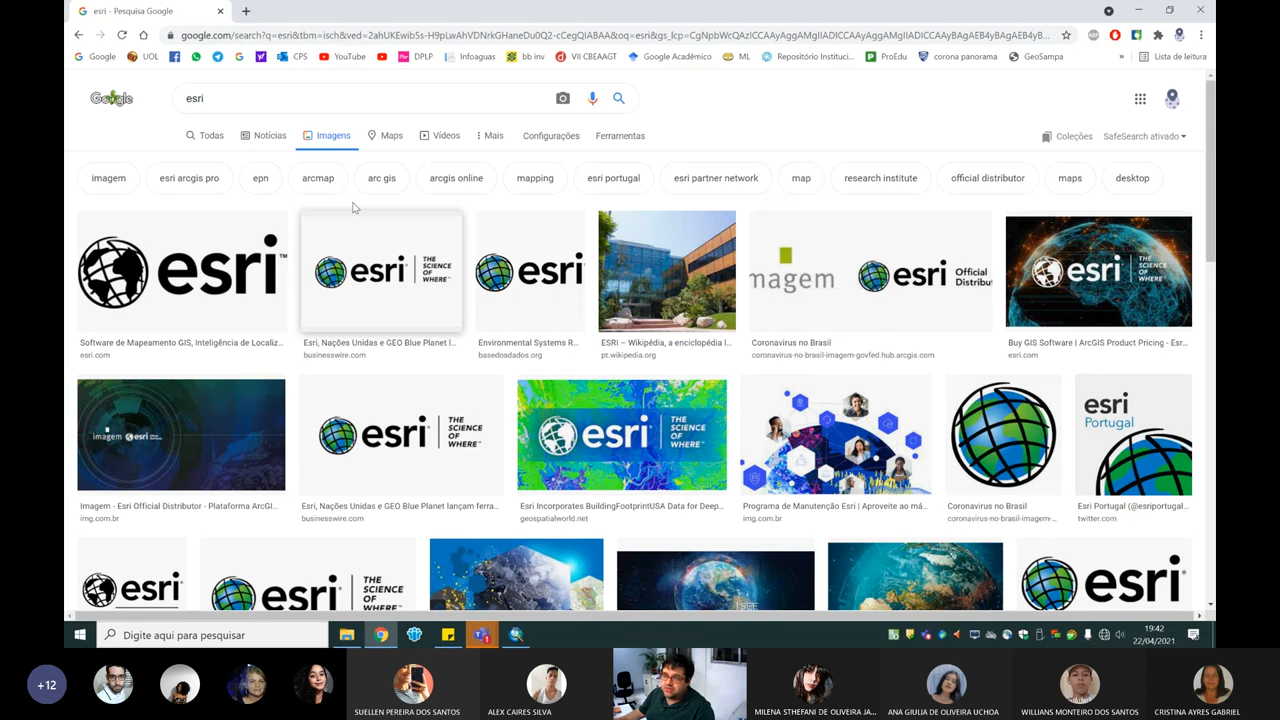 esri - Pesquisa Google
google.com/search?q=esri&tbm=isch&ved=2ahUKEwib5s-H9pLwAhVDNrkGHaneDu0Q2-cCegQIABAA&oq=esri&gs_lcp=CgNpbWcQAzICCAAyAggAMgIIADICCAAyAggAMgIIADICCAAyAggAMgIIADICCABQ...
Google
UOL
CPS
YouTube
DPLP
Infoaguas
bb inv
VII CBEAAGT
Google Acadêmico
ML
Repositório Instituci...
ProEdu
corona panorama
GeoSampa
»
Lista de leitura
Google
esri
Todas
Notícias
Imagens
Maps
Vídeos
Mais
Configurações
Ferramentas
Coleções
SafeSearch ativado
imagem
esri arcgis pro
epn
arcmap
arc gis
arcgis online
mapping
esri portugal
esri partner network
map
research institute
official distributor
maps
desktop
esri™
esri THE SCIENCE OF WHERE™
esri
magem esri Official Distribu
esri THE SCIENCE OF WHERE™
Software de Mapeamento GIS, Inteligência de Localiz...
esri.com
Esri, Nações Unidas e GEO Blue Planet l...
businesswire.com
Environmental Systems R...
basedosdados.org
ESRI – Wikipédia, a enciclopédia l...
pt.wikipedia.org
Coronavirus no Brasil
coronavirus-no-brasil-imagem-govfed.hub.arcgis.com
Buy GIS Software | ArcGIS Product Pricing - Esr...
esri.com
imagem esri
esri THE SCIENCE OF WHERE™
esri THE SCIENCE OF WHERE™
esri
Portugal
Imagem - Esri Official Distributor - Plataforma ArcGI...
img.com.br
Esri, Nações Unidas e GEO Blue Planet lançam ferra...
businesswire.com
Esri Incorporates BuildingFootprintUSA Data for Deep...
geospatialworld.net
Programa de Manutenção Esri | Aproveite ao má...
img.com.br
Coronavirus no Brasil
coronavirus-no-brasil-imagem-...
Esri Portugal (@esriportugal...
twitter.com
esri
esri THE SCIENCE OF WHERE
esri
Digite aqui para pesquisar
19:42
22/04/2021
+12
SUELLEN PEREIRA DOS SANTOS
ALEX CAIRES SILVA
MILENA STHEFANI DE OLIVEIRA JA...
ANA GIULIA DE OLIVEIRA UCHOA
WILLIANS MONTEIRO DOS SANTOS
CRISTINA AYRES GABRIEL